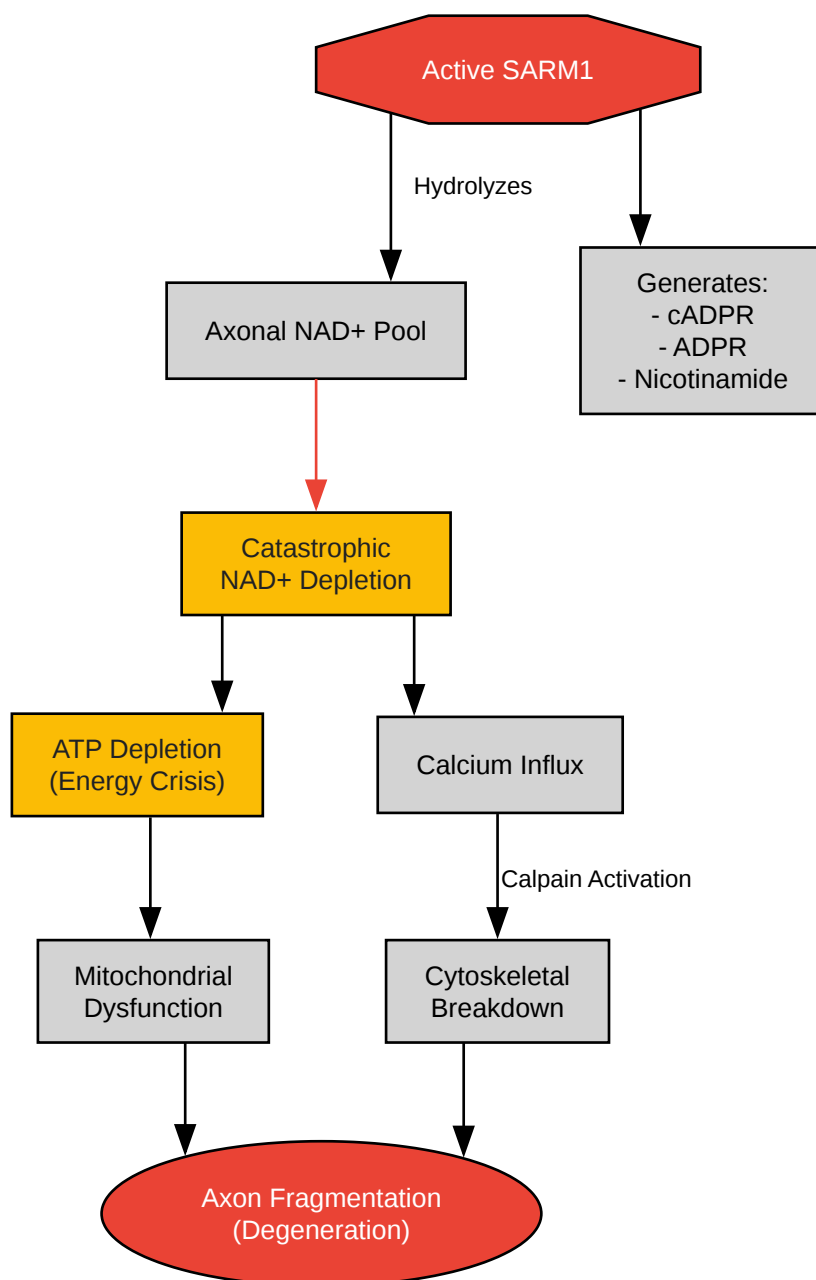 Active SARM1
Hydrolyzes
Generates:
- cADPR
- ADPR
- Nicotinamide
Axonal NAD+ Pool
Catastrophic
NAD+ Depletion
ATP Depletion
(Energy Crisis)
Calcium Influx
Calpain Activation
Mitochondrial
Dysfunction
Cytoskeletal
Breakdown
Axon Fragmentation
(Degeneration)